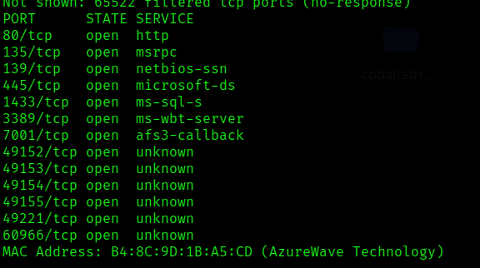 Not shown: 65522 filtered tcp ports (no-response)
PORT      STATE SERVICE
80/tcp    open  http
135/tcp   open  msrpc
139/tcp   open  netbios-ssn
445/tcp   open  microsoft-ds
1433/tcp  open  ms-sql-s
3389/tcp  open  ms-wbt-server
7001/tcp  open  afs3-callback
49152/tcp open  unknown
49153/tcp open  unknown
49154/tcp open  unknown
49155/tcp open  unknown
49221/tcp open  unknown
60966/tcp open  unknown
MAC Address: B4:8C:9D:1B:A5:CD (AzureWave Technology)
cobaltstri...